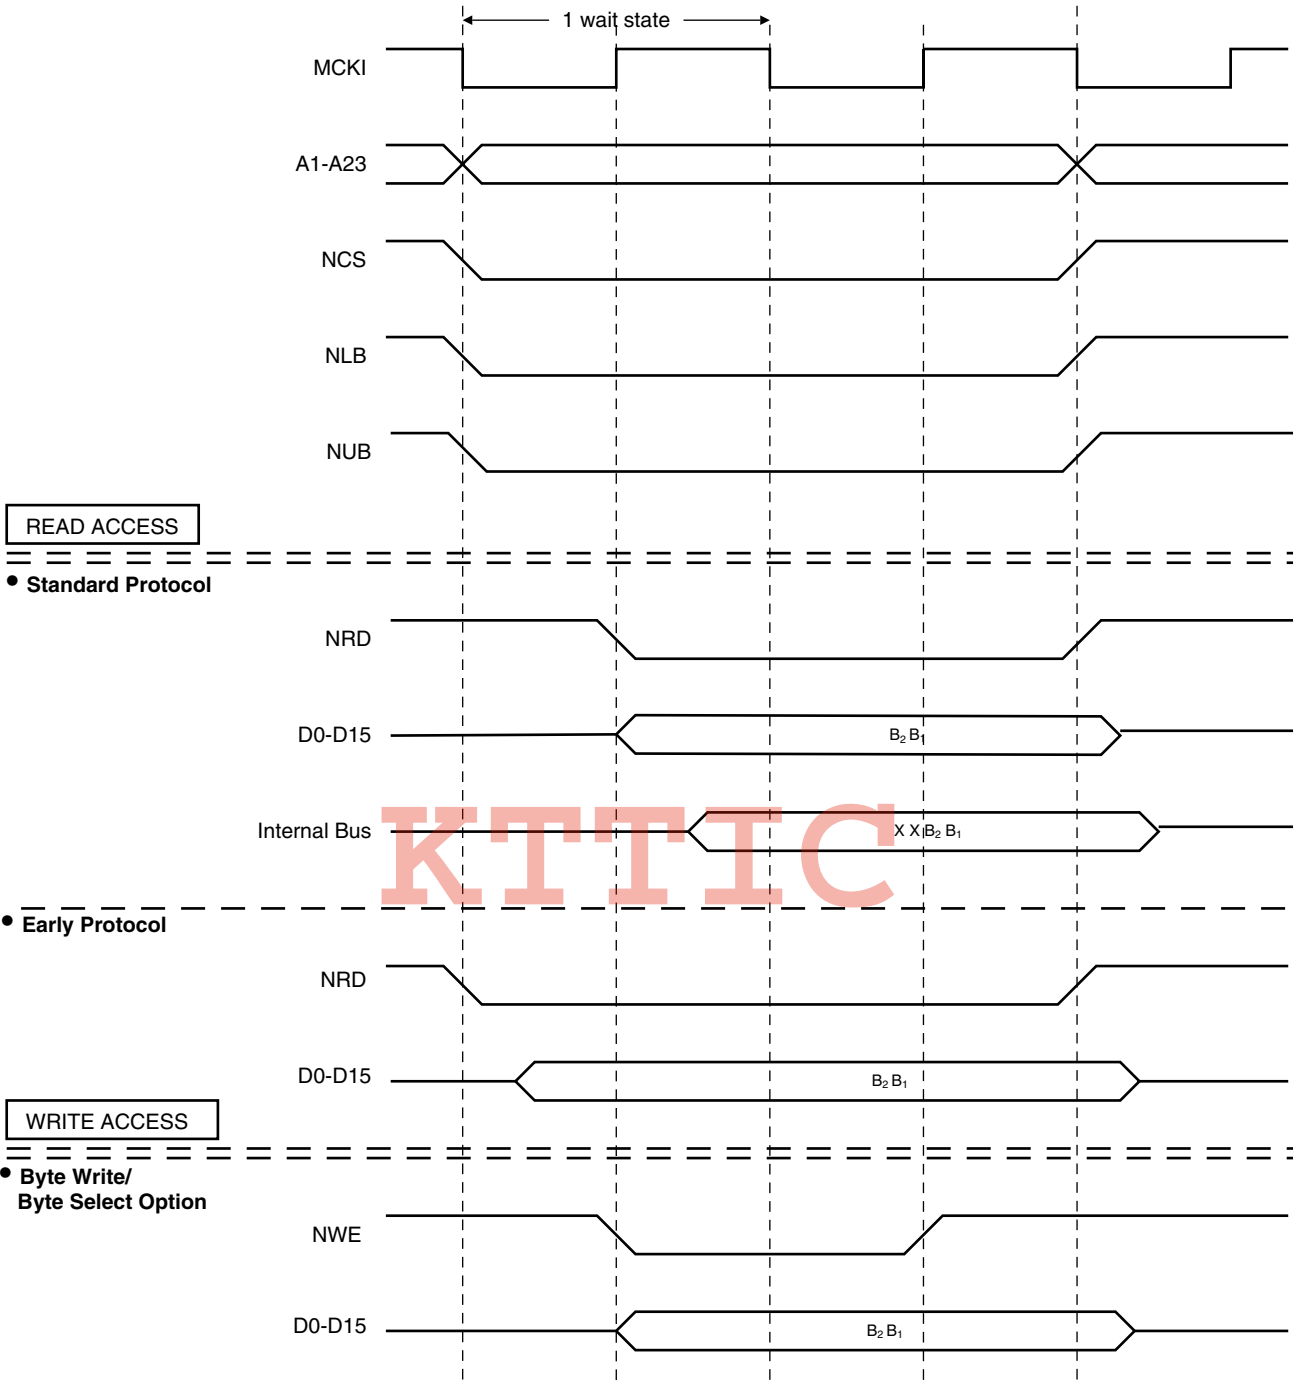 1 wait state
MCKI
A1-A23
NCS
NLB
NUB
READ ACCESS
• Standard Protocol
NRD
D0-D15
B₂ B₁
Internal Bus
X X B₂ B₁
KTTIC
• Early Protocol
NRD
D0-D15
B₂ B₁
WRITE ACCESS
• Byte Write/
Byte Select Option
NWE
D0-D15
B₂ B₁